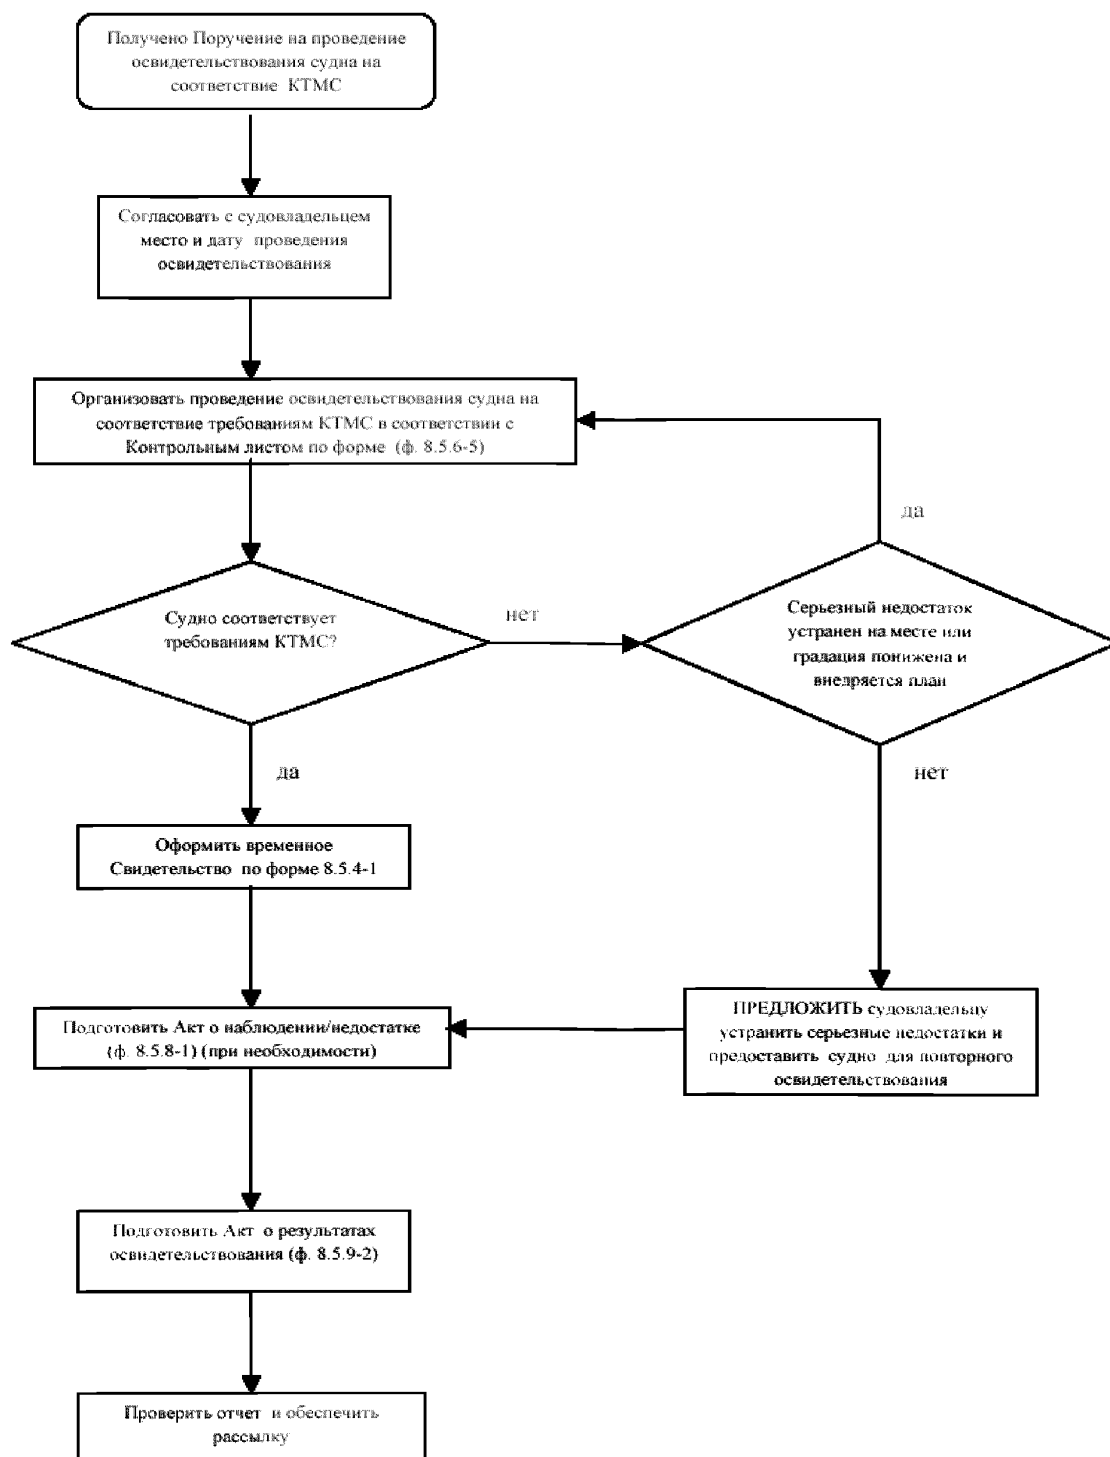 Получено Поручение на проведение
освидетельствования судна на
соответствие КТМС
Согласовать с судовладельцем
место и дату проведения
освидетельствования
Организовать проведение освидетельствования судна на
соответствие требованиям КТМС в соответствии с
Контрольным листом по форме (ф. 8.5.6-5)
да
Судно соответствует
требованиям КТМС?
нет
Серьезный недостаток
устранен на месте или
градация понижена и
внедряется план
да
нет
Оформить временное
Свидетельство по форме 8.5.4-1
Подготовить Акт о наблюдении/недостатке
(ф. 8.5.8-1) (при необходимости)
ПРЕДЛОЖИТЬ судовладельцу
устранить серьезные недостатки и
предоставить судно для повторного
освидетельствования
Подготовить Акт о результатах
освидетельствования (ф. 8.5.9-2)
Проверить отчет и обеспечить
рассылку